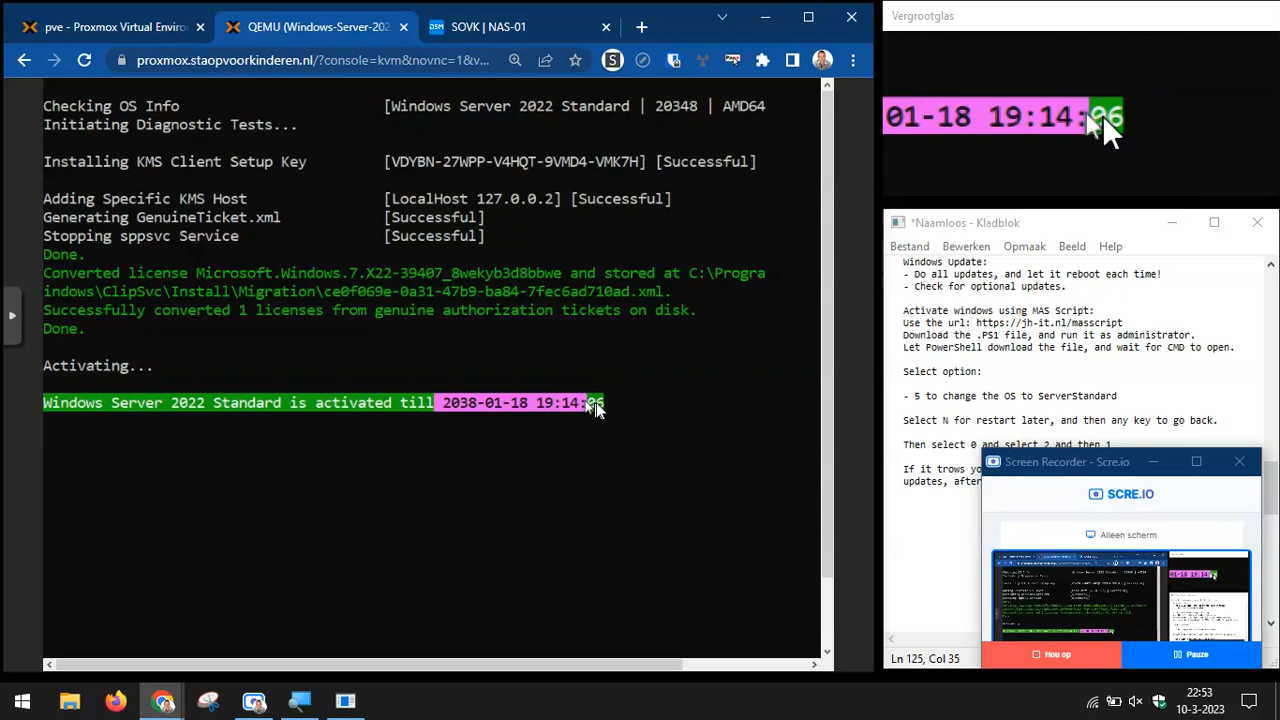 pve - Proxmox Virtual Enviro
QEMU (Windows-Server-202
SOVK | NAS-01
proxmox.staopvoorkinderen.nl/?console=kvm&novnc=1&v...
Checking OS Info [Windows Server 2022 Standard | 20348 | AMD64
Initiating Diagnostic Tests...
Installing KMS Client Setup Key [VDYBN-27WPP-V4HQT-9VMD4-VMK7H] [Successful]
Adding Specific KMS Host [LocalHost 127.0.0.2] [Successful]
Generating GenuineTicket.xml [Successful]
Stopping sppsvc Service [Successful]
Done.
Converted license Microsoft.Windows.7.X22-39407_8wekyb3d8bbwe and stored at C:\Progra
indows\ClipSvc\Install\Migration\ce0f069e-0a31-47b9-ba84-7fec6ad710ad.xml.
Successfully converted 1 licenses from genuine authorization tickets on disk.
Done.
Activating...
Windows Server 2022 Standard is activated till 2038-01-18 19:14:06
Vergrootglas
01-18 19:14:06
*Naamloos - Kladblok
Bestand Bewerken Opmaak Beeld Help
Windows Update:
- Do all updates, and let it reboot each time!
- Check for optional updates.
Activate windows using MAS Script:
Use the url: https://jh-it.nl/masscript
Download the .PS1 file, and run it as administrator.
Let PowerShell download the file, and wait for CMD to open.
Select option:
- 5 to change the OS to ServerStandard
Select N for restart later, and then any key to go back.
Then select 0 and select 2 and then 1
If it trows yo
updates, after
Ln 125, Col 35
Screen Recorder - Scre.io
SCRE.IO
Alleen scherm
Hou op
Pauze
22:53
10-3-2023